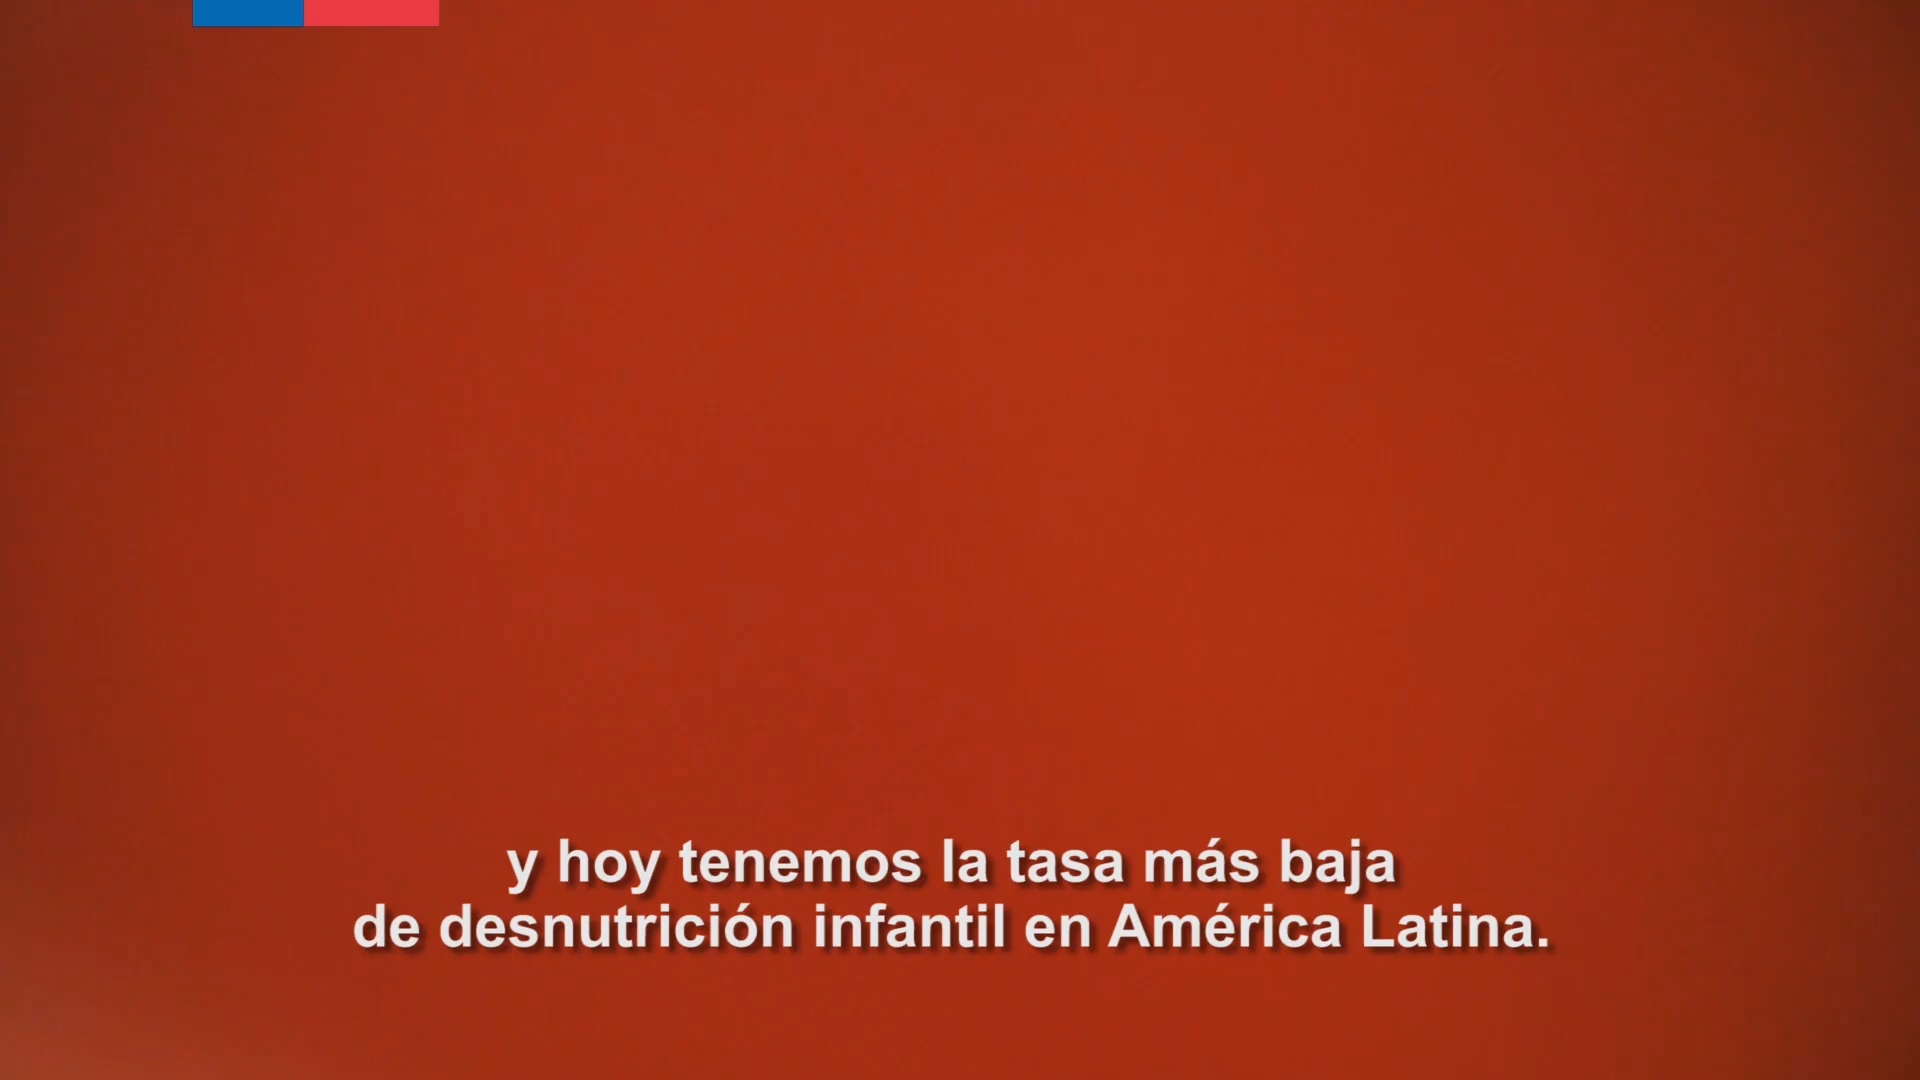 y hoy tenemos la tasa más baja
de desnutrición infantil en América Latina.